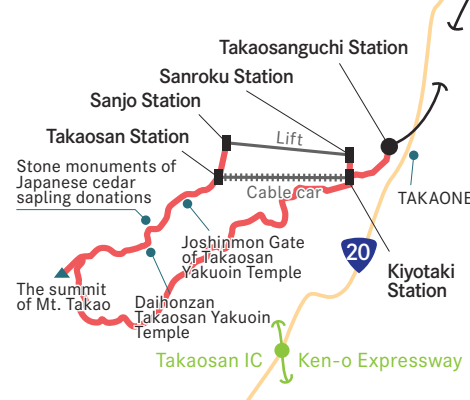 Takaosanguchi Station
Sanroku Station
Sanjo Station
Takaosan Station
Lift
Stone monuments of
Japanese cedar
sapling donations
Cable car
TAKAONE
Joshinmon Gate
of Takaosan
Yakuoin Temple
20
Kiyotaki
Station
The summit
of Mt. Takao
Daihonzan
Takaosan Yakuoin
Temple
Takaosan IC
Ken-o Expressway